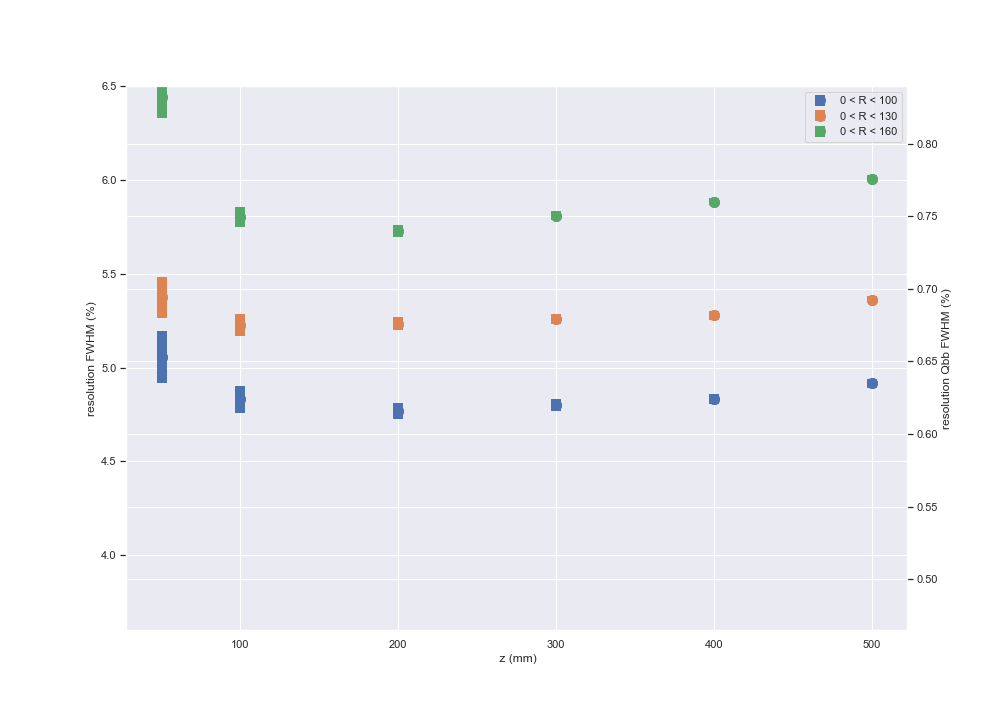 6.5
6.0
5.5
5.0
4.5
4.0
resolution FWHM (%)
0 < R < 100
0 < R < 130
0 < R < 160
0.80
0.75
0.70
0.65
0.60
0.55
0.50
resolution Qbb FWHM (%)
100 200 300 400 500
z (mm)